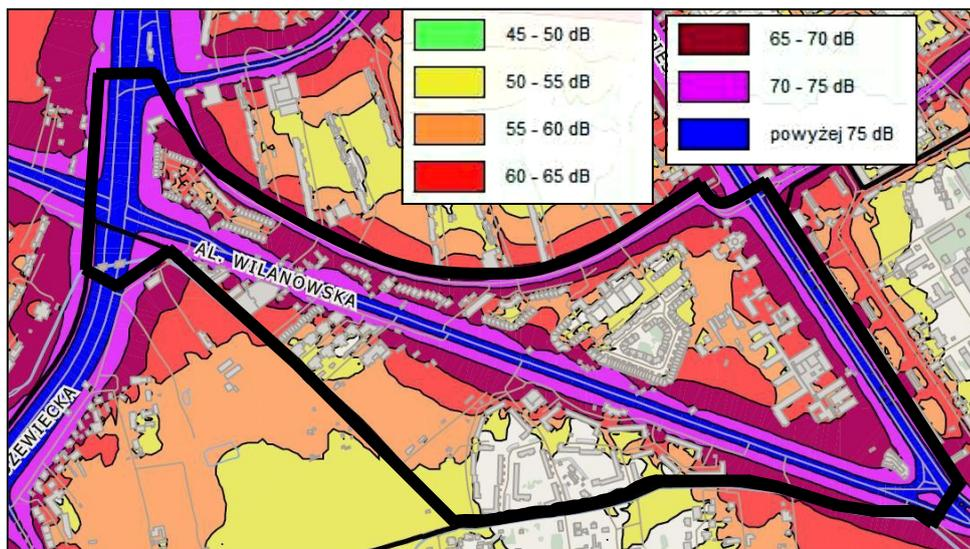 45 - 50 dB
50 - 55 dB
55 - 60 dB
60 - 65 dB
65 - 70 dB
70 - 75 dB
powyżej 75 dB
AL. WILANOWSKA
ZEWIECKA